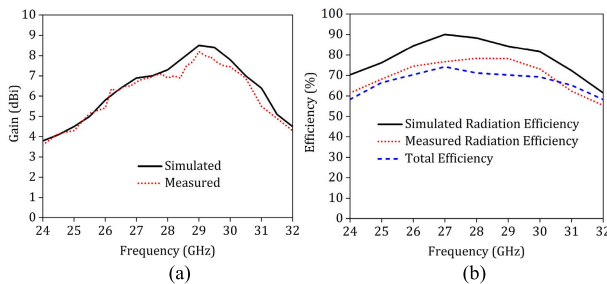 10
9
8
7
6
5
4
3
2
1
0
Gain (dBi)
Simulated
Measured
24 25 26 27 28 29 30 31 32
Frequency (GHz)
(a)
100
90
80
70
60
50
40
30
20
10
0
Efficiency (%)
Simulated Radiation Efficiency
Measured Radiation Efficiency
Total Efficiency
24 25 26 27 28 29 30 31 32
Frequency (GHz)
(b)